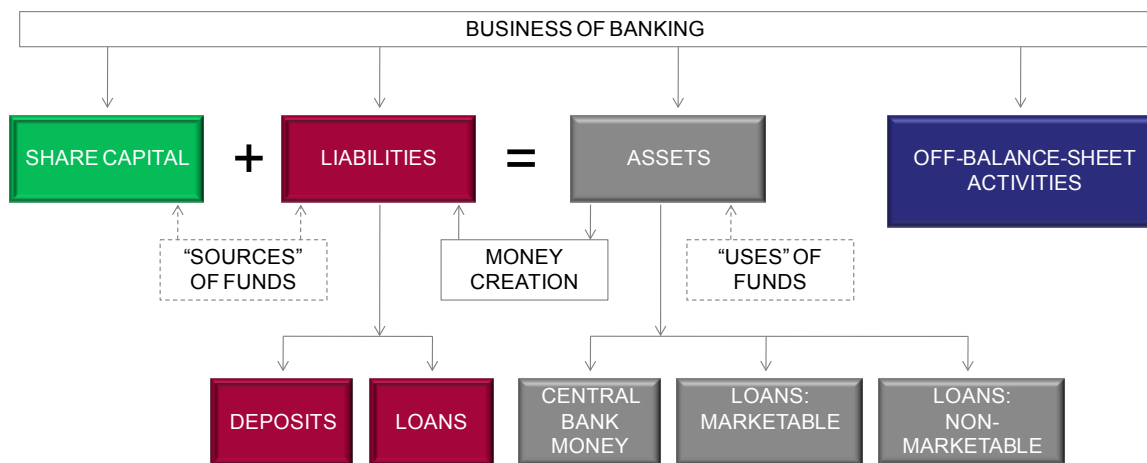 BUSINESS OF BANKING
SHARE CAPITAL
+
LIABILITIES
=
ASSETS
OFF-BALANCE-SHEET
ACTIVITIES
“SOURCES”
OF FUNDS
MONEY
CREATION
“USES” OF
FUNDS
DEPOSITS
LOANS
CENTRAL
BANK
MONEY
LOANS:
MARKETABLE
LOANS:
NON-
MARKETABLE